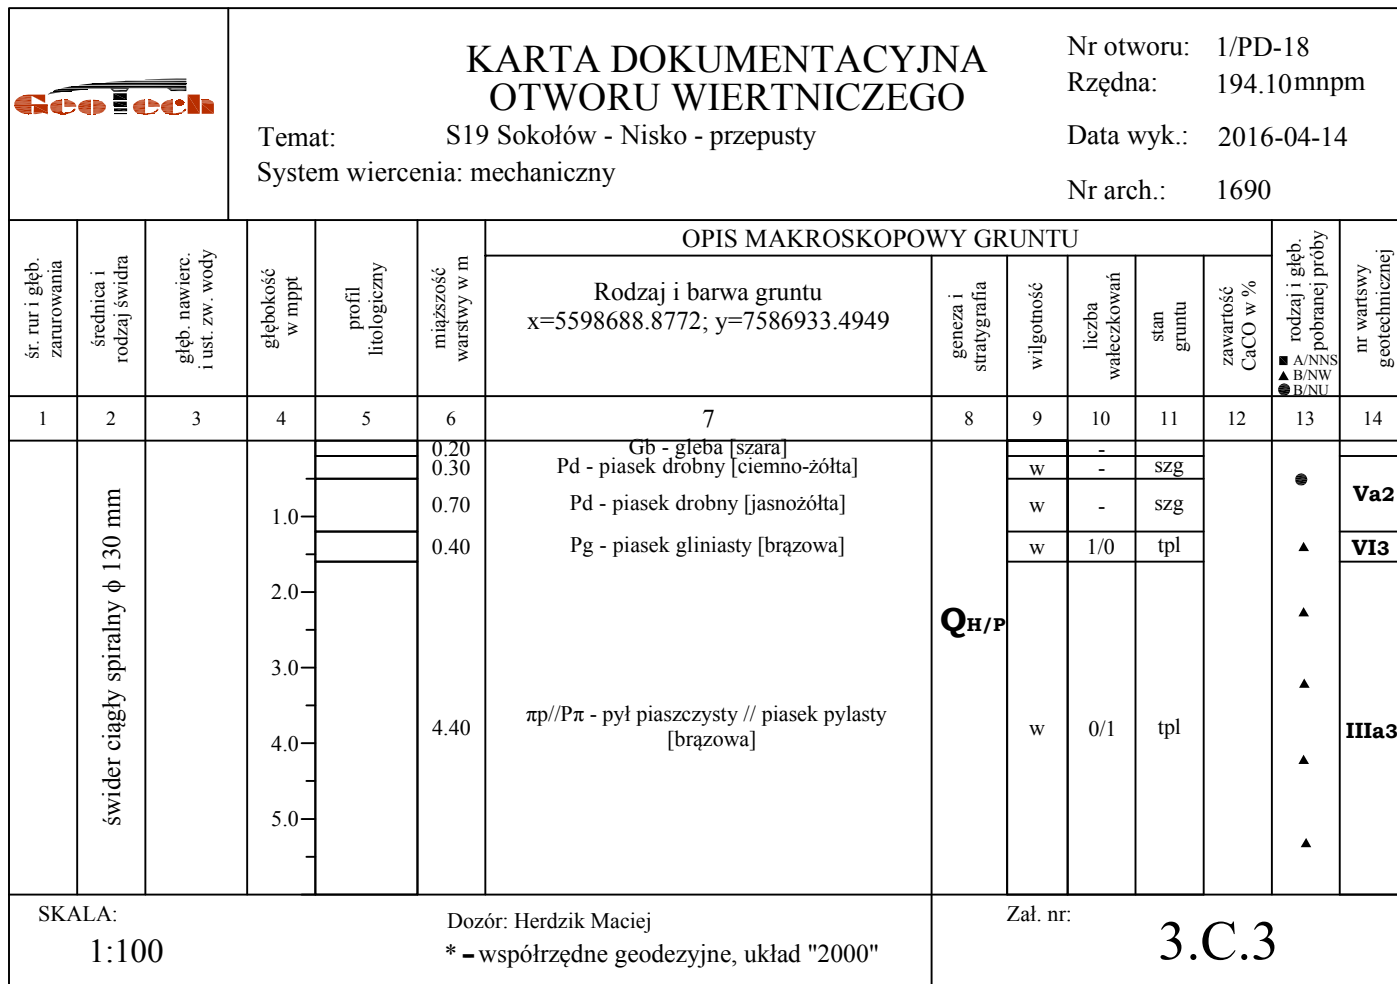 GeoTech
KARTA DOKUMENTACYJNA
OTWORU WIERTNICZEGO
Temat: S19 Sokołów - Nisko - przepusty
System wiercenia: mechaniczny
Nr otworu: 1/PD-18
Rzędna: 194.10 mnpm
Data wyk.: 2016-04-14
Nr arch.: 1690
śr. rur i głęb.
zarurowania
średnica i
rodzaj świdra
głęb. nawierc.
i ust. zw. wody
głębokość
w mppt
profil
litologiczny
miąższość
warstwy w m
OPIS MAKROSKOPOWY GRUNTU
Rodzaj i barwa gruntu
x=5598688.8772; y=7586933.4949
geneza i
stratygrafia
wilgotność
liczba
wałeczkowań
stan
gruntu
zawartość
CaCO w %
rodzaj i głęb.
pobranej próby
■ A/NNS
▲ B/NW
● B/NU
nr wartswy
geotechnicznej
1 2 3 4 5 6 7 8 9 10 11 12 13 14
0.20 Gb - gleba [szara] -
0.30 Pd - piasek drobny [ciemno-żółta] w - szg
0.70 Pd - piasek drobny [jasnożółta] w - szg
Va2
0.40 Pg - piasek gliniasty [brązowa] w 1/0 tpl VI3
4.40 πp//Pπ - pył piaszczysty // piasek pylasty
[brązowa] w 0/1 tpl IIIa3
QH/P
świder ciągły spiralny ϕ 130 mm
1.0
2.0
3.0
4.0
5.0
SKALA:
1:100
Dozór: Herdzik Maciej
* - współrzędne geodezyjne, układ "2000"
Zał. nr:
3.C.3